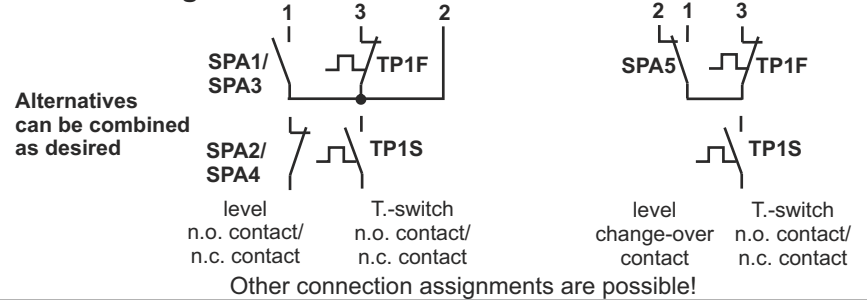 1 3 2 2 1 3
SPA1/
SPA3
TP1F
SPA5
TP1F
Alternatives
can be combined
as desired
SPA2/
SPA4
TP1S
TP1S
level
n.o. contact/
n.c. contact
T.-switch
n.o. contact/
n.c. contact
level
change-over
contact
T.-switch
n.o. contact/
n.c. contact
Other connection assignments are possible!